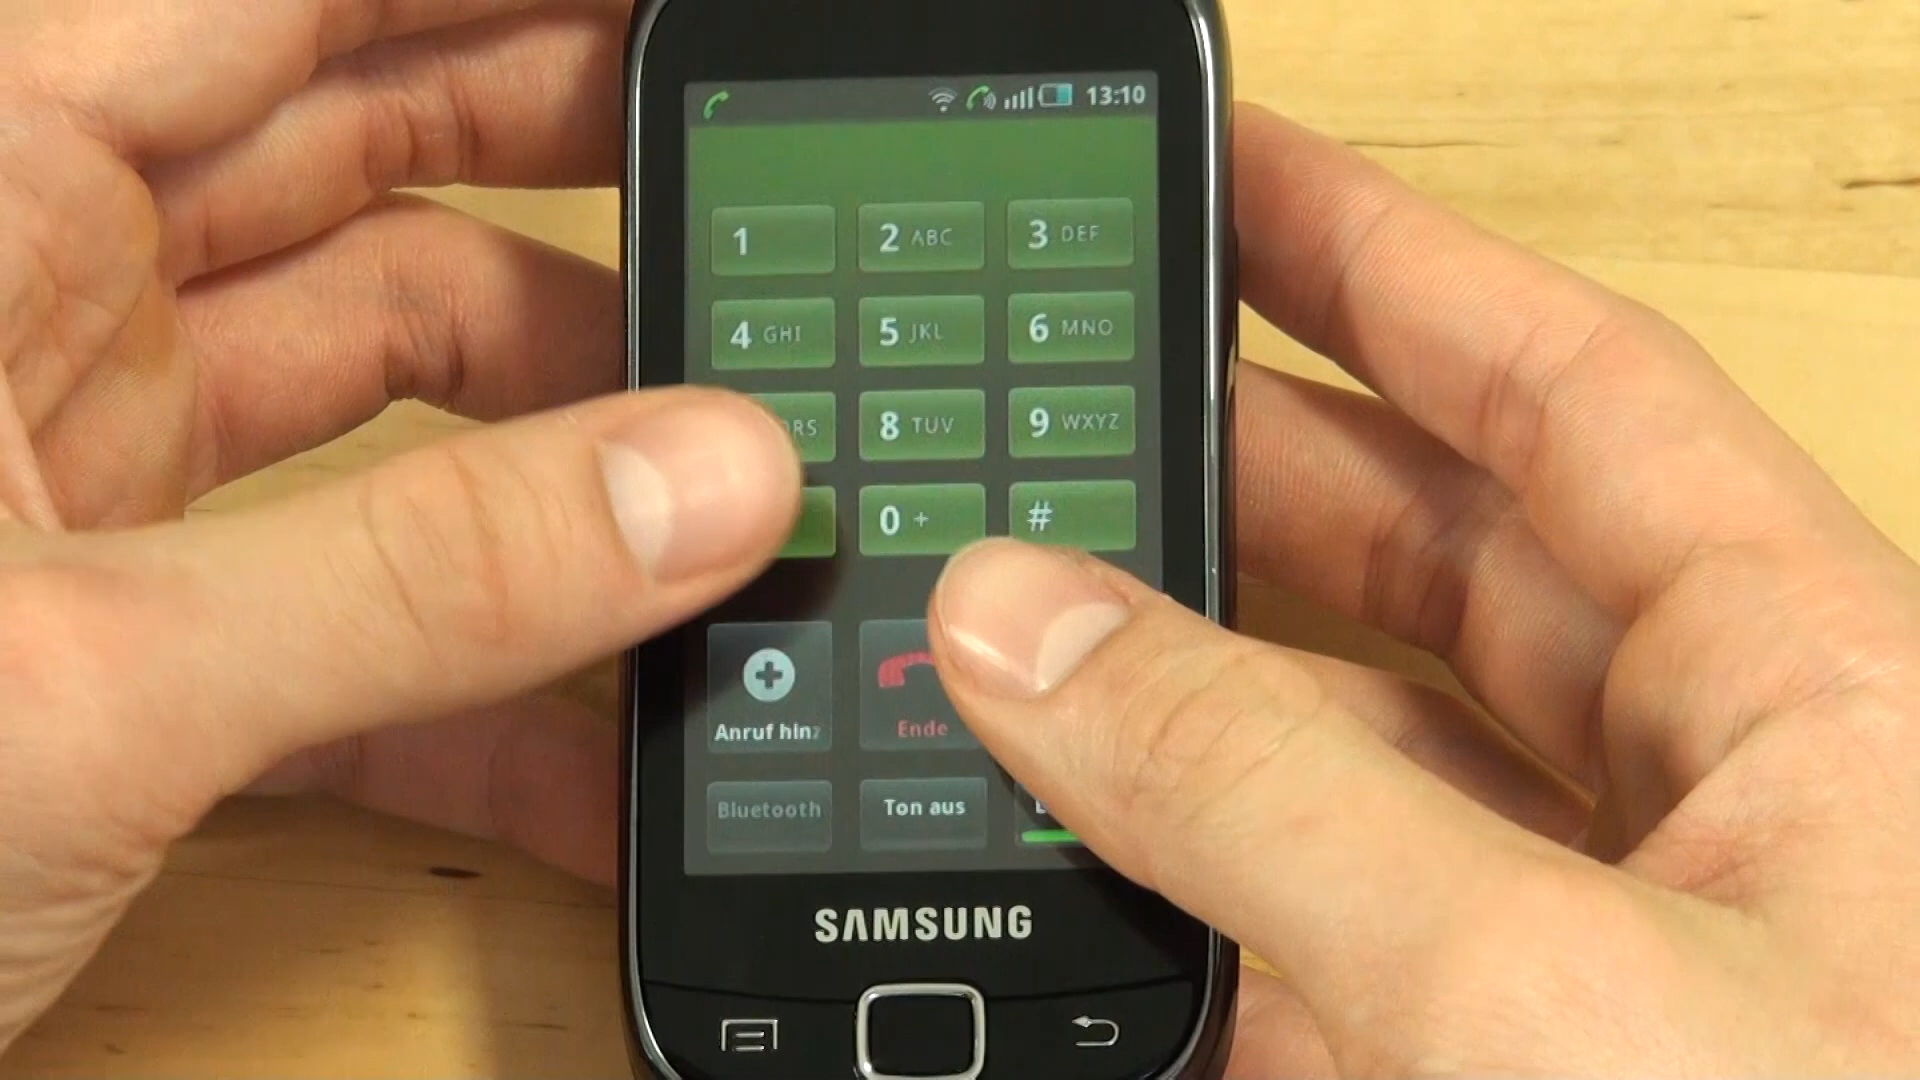 13:10
1 2 ABC 3 DEF
4 GHI 5 JKL 6 MNO
8 TUV 9 WXYZ
0 + #
Anruf hinz Ende
Bluetooth Ton aus
SAMSUNG